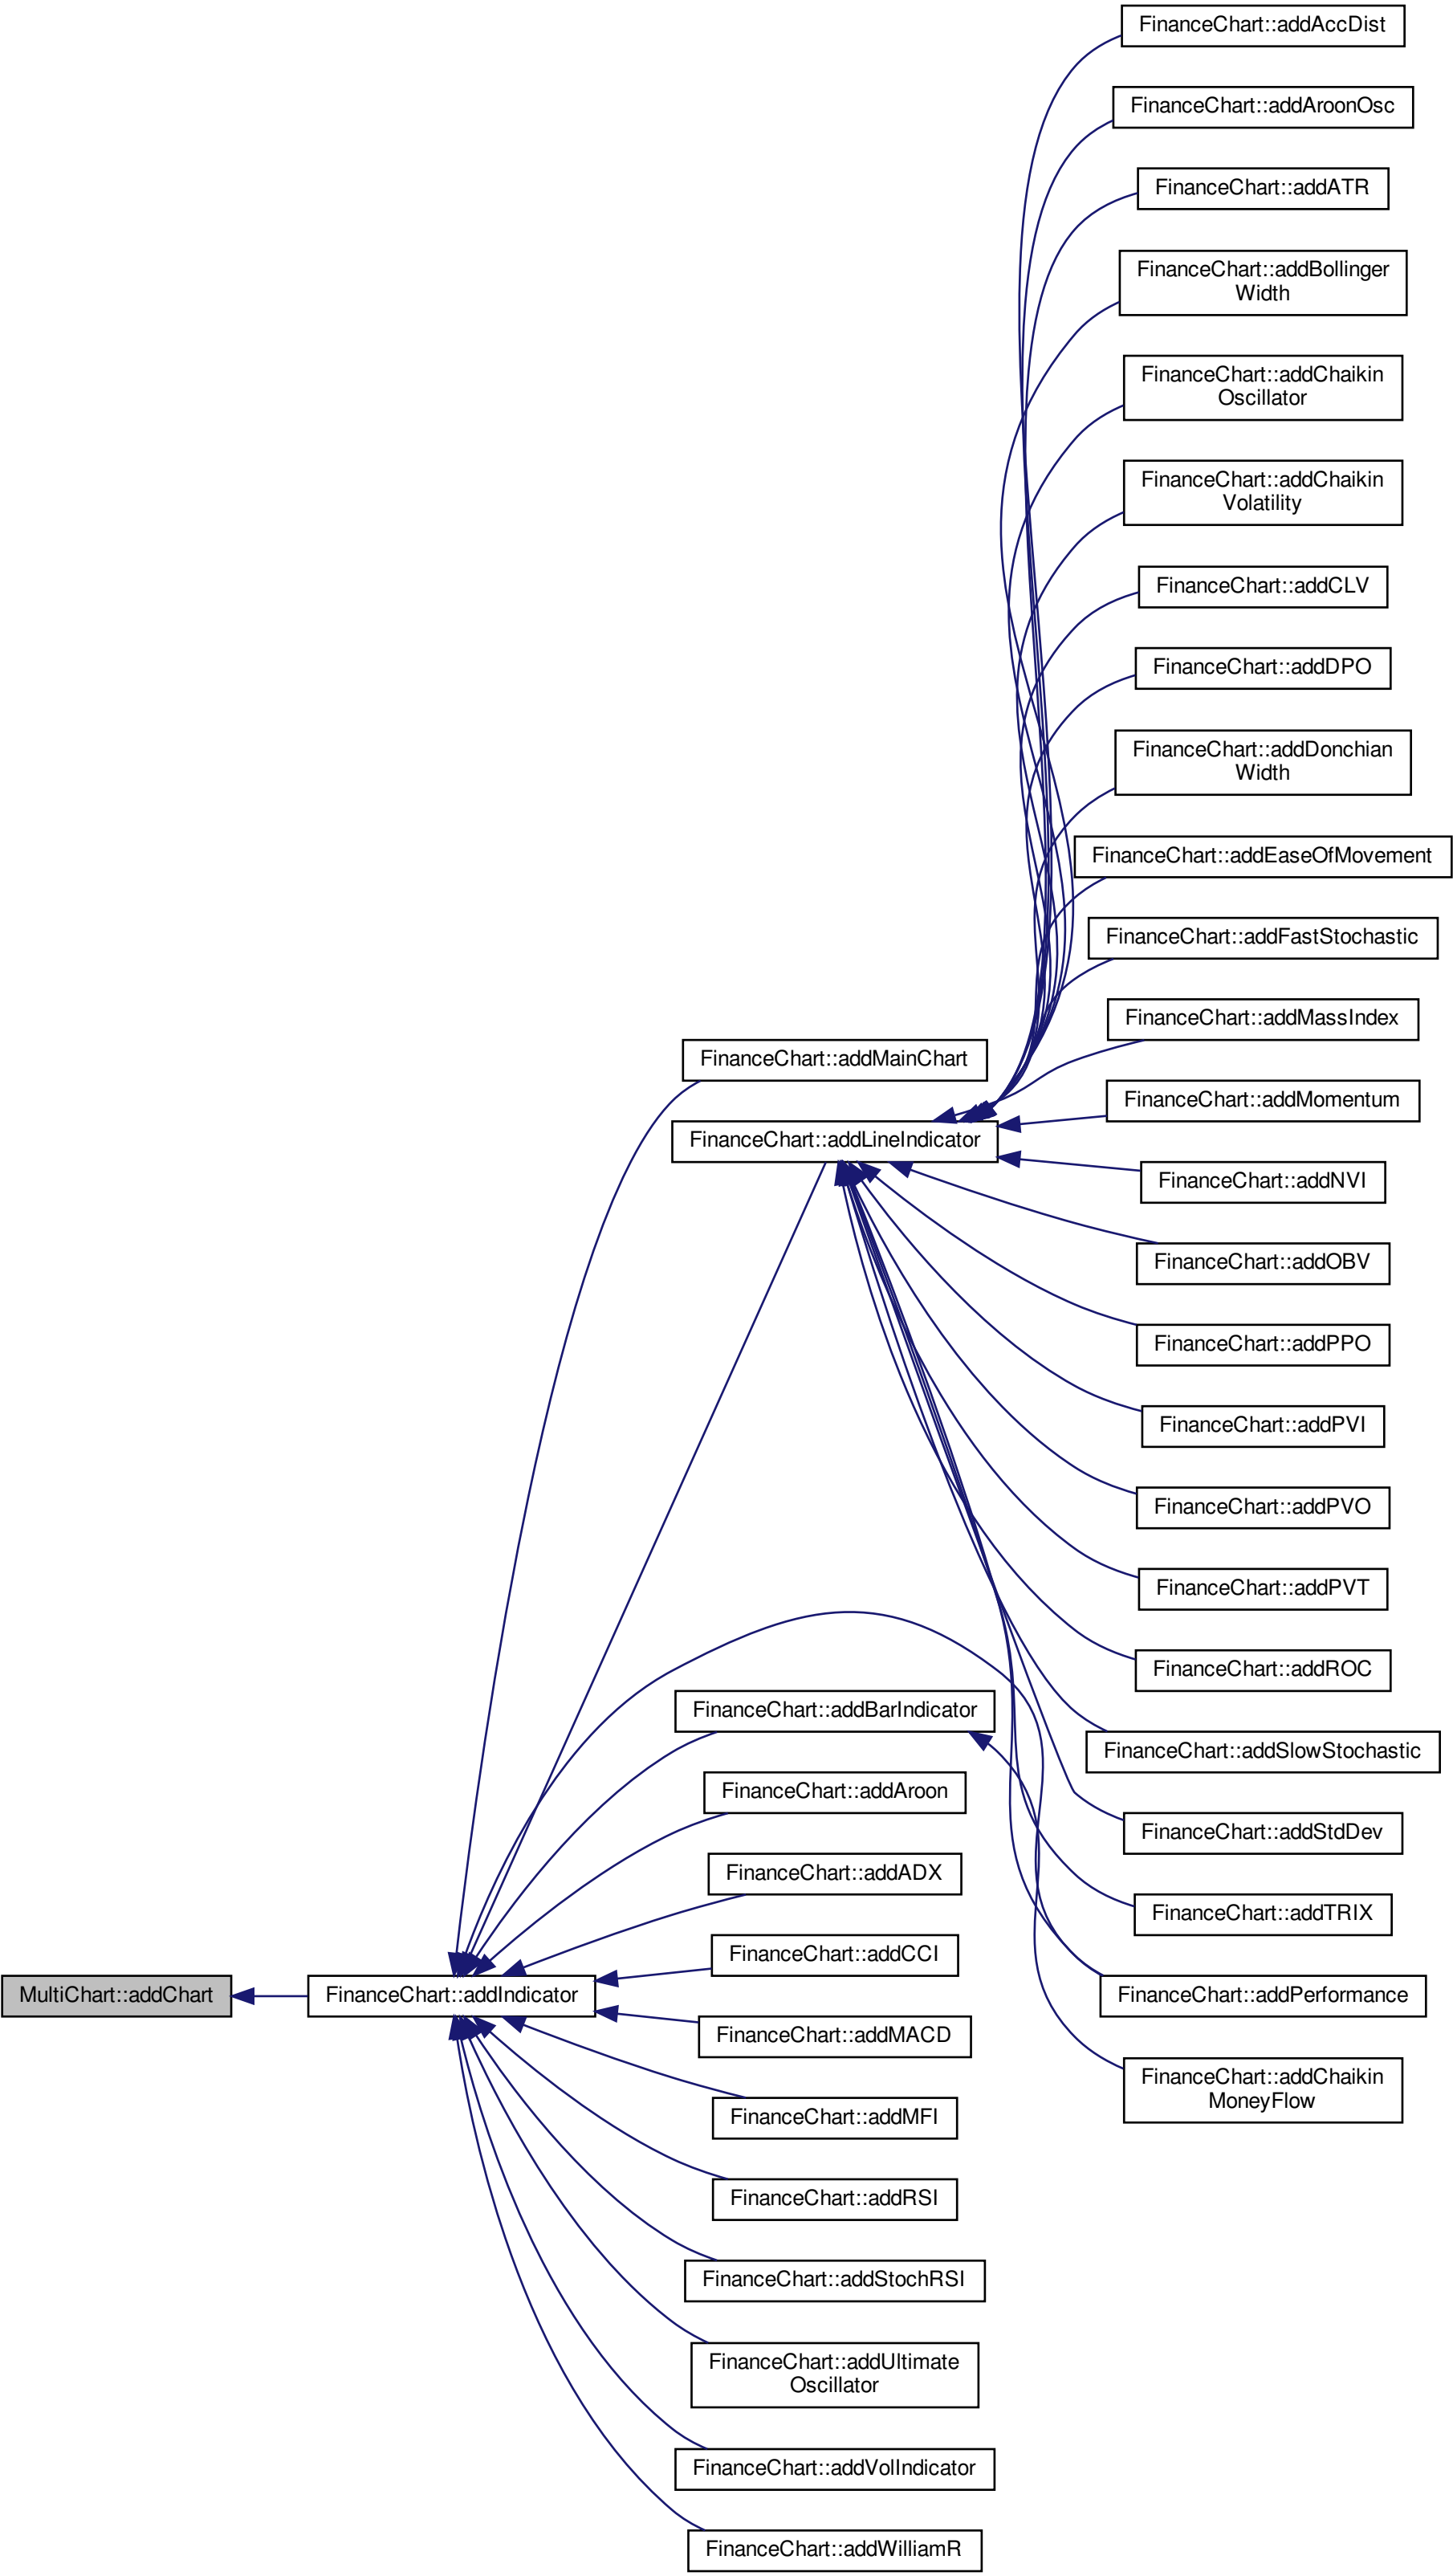 FinanceChart::addAccDist
FinanceChart::addAroonOsc
FinanceChart::addATR
FinanceChart::addBollinger
Width
FinanceChart::addChaikin
Oscillator
FinanceChart::addChaikin
Volatility
FinanceChart::addCLV
FinanceChart::addDPO
FinanceChart::addDonchian
Width
FinanceChart::addEaseOfMovement
FinanceChart::addFastStochastic
FinanceChart::addMassIndex
FinanceChart::addMainChart
FinanceChart::addMomentum
FinanceChart::addLineIndicator
FinanceChart::addNVI
FinanceChart::addOBV
FinanceChart::addPPO
FinanceChart::addPVI
FinanceChart::addPVO
FinanceChart::addPVT
FinanceChart::addROC
FinanceChart::addBarIndicator
FinanceChart::addSlowStochastic
FinanceChart::addAroon
FinanceChart::addStdDev
FinanceChart::addADX
FinanceChart::addTRIX
FinanceChart::addCCI
MultiChart::addChart
FinanceChart::addIndicator
FinanceChart::addPerformance
FinanceChart::addMACD
FinanceChart::addChaikin
MoneyFlow
FinanceChart::addMFI
FinanceChart::addRSI
FinanceChart::addStochRSI
FinanceChart::addUltimate
Oscillator
FinanceChart::addVolIndicator
FinanceChart::addWilliamR